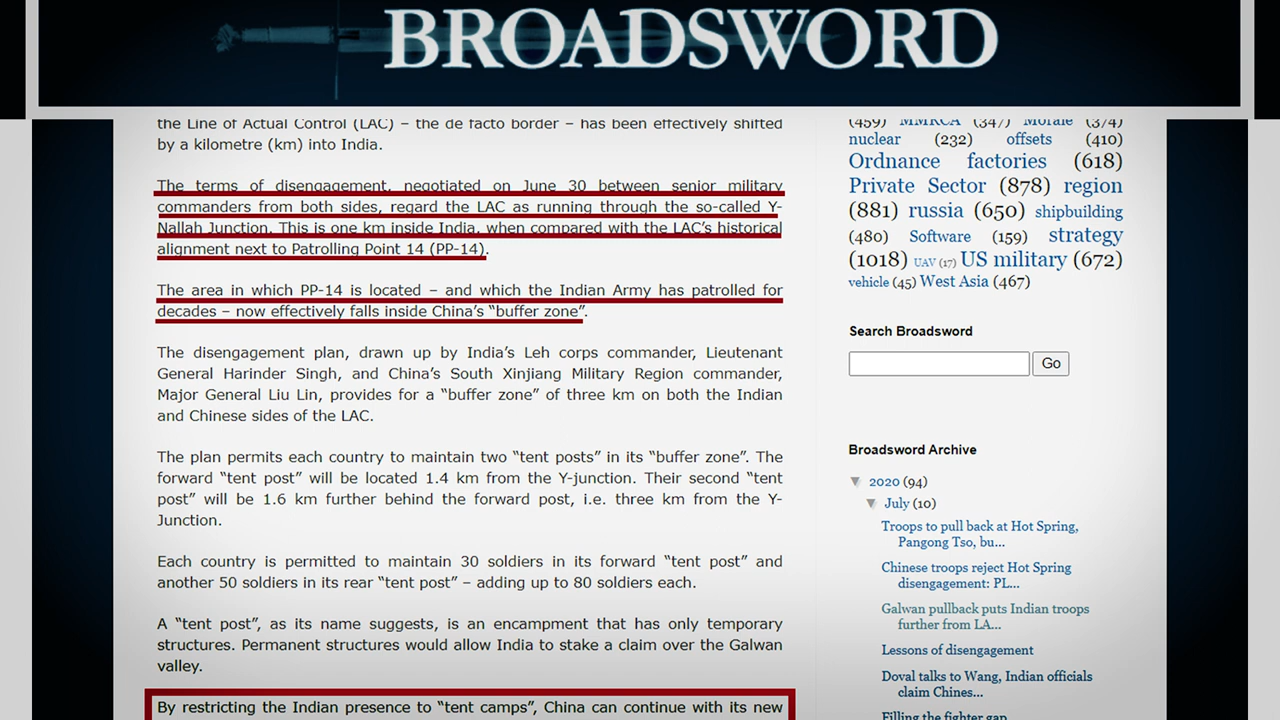 BROADSWORD
the Line of Actual Control (LAC) – the de facto border – has been effectively shifted
by a kilometre (km) into India.
The terms of disengagement, negotiated on June 30 between senior military
commanders from both sides, regard the LAC as running through the so-called Y-
Nallah Junction. This is one km inside India, when compared with the LAC's historical
alignment next to Patrolling Point 14 (PP-14).
The area in which PP-14 is located – and which the Indian Army has patrolled for
decades – now effectively falls inside China's “buffer zone”.
The disengagement plan, drawn up by India's Leh corps commander, Lieutenant
General Harinder Singh, and China's South Xinjiang Military Region commander,
Major General Liu Lin, provides for a “buffer zone” of three km on both the Indian
and Chinese sides of the LAC.
The plan permits each country to maintain two “tent posts” in its “buffer zone”. The
forward “tent post” will be located 1.4 km from the Y-junction. Their second “tent
post” will be 1.6 km further behind the forward post, i.e. three km from the Y-
Junction.
Each country is permitted to maintain 30 soldiers in its forward “tent post” and
another 50 soldiers in its rear “tent post” – adding up to 80 soldiers each.
A “tent post”, as its name suggests, is an encampment that has only temporary
structures. Permanent structures would allow India to stake a claim over the Galwan
valley.
By restricting the Indian presence to “tent camps”, China can continue with its new
(459) MMRCA (347) Morale (374)
nuclear (232) offsets (410)
Ordnance factories (618)
Private Sector (878) region
(881) russia (650) shipbuilding
(480) Software (159) strategy
(1018) UAV (17) US military (672)
vehicle (45) West Asia (467)
Search Broadsword
Go
Broadsword Archive
▼ 2020 (94)
▼ July (10)
Troops to pull back at Hot Spring,
Pangong Tso, bu...
Chinese troops reject Hot Spring
disengagement: PL...
Galwan pullback puts Indian troops
further from LA...
Lessons of disengagement
Doval talks to Wang, Indian officials
claim Chines...
Filling the fighter gap